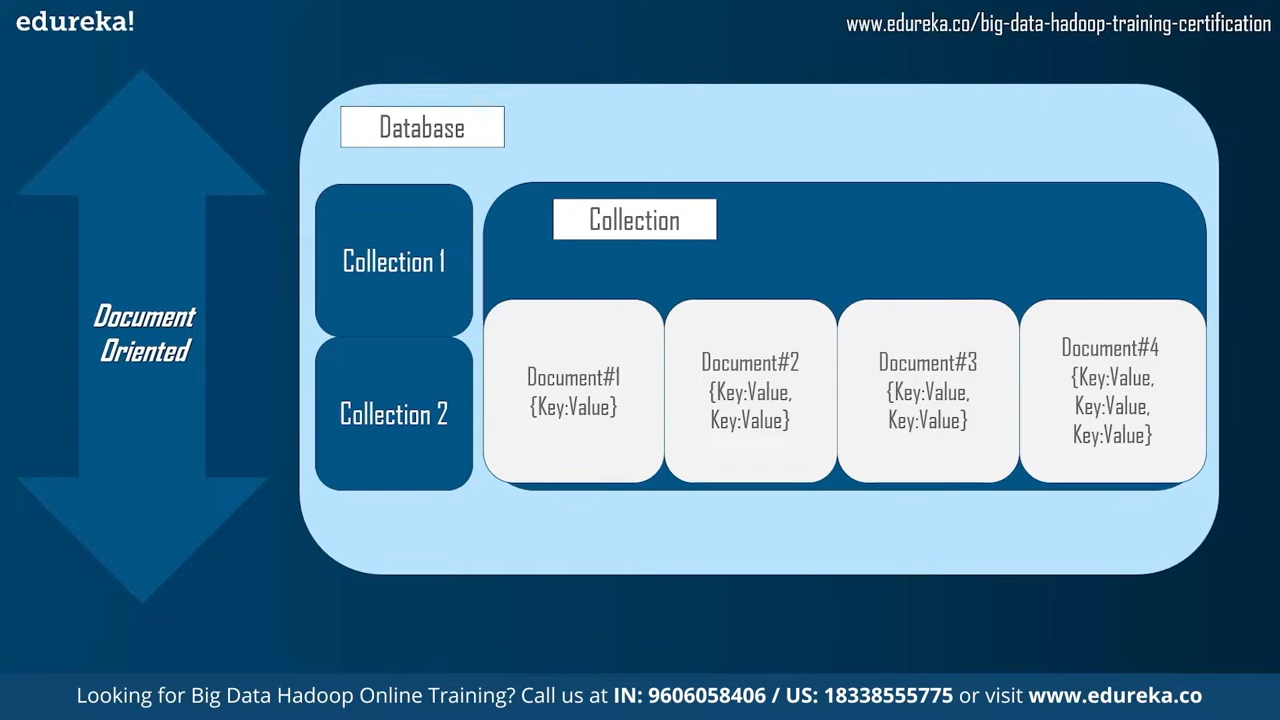 edureka!
www.edureka.co/big-data-hadoop-training-certification
Document
Oriented
Database
Collection 1
Collection 2
Collection
Document#1
{Key:Value}
Document#2
{Key:Value,
Key:Value}
Document#3
{Key:Value,
Key:Value}
Document#4
{Key:Value,
Key:Value,
Key:Value}
Looking for Big Data Hadoop Online Training? Call us at IN: 9606058406 / US: 18338555775 or visit www.edureka.co